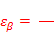 εβ = —